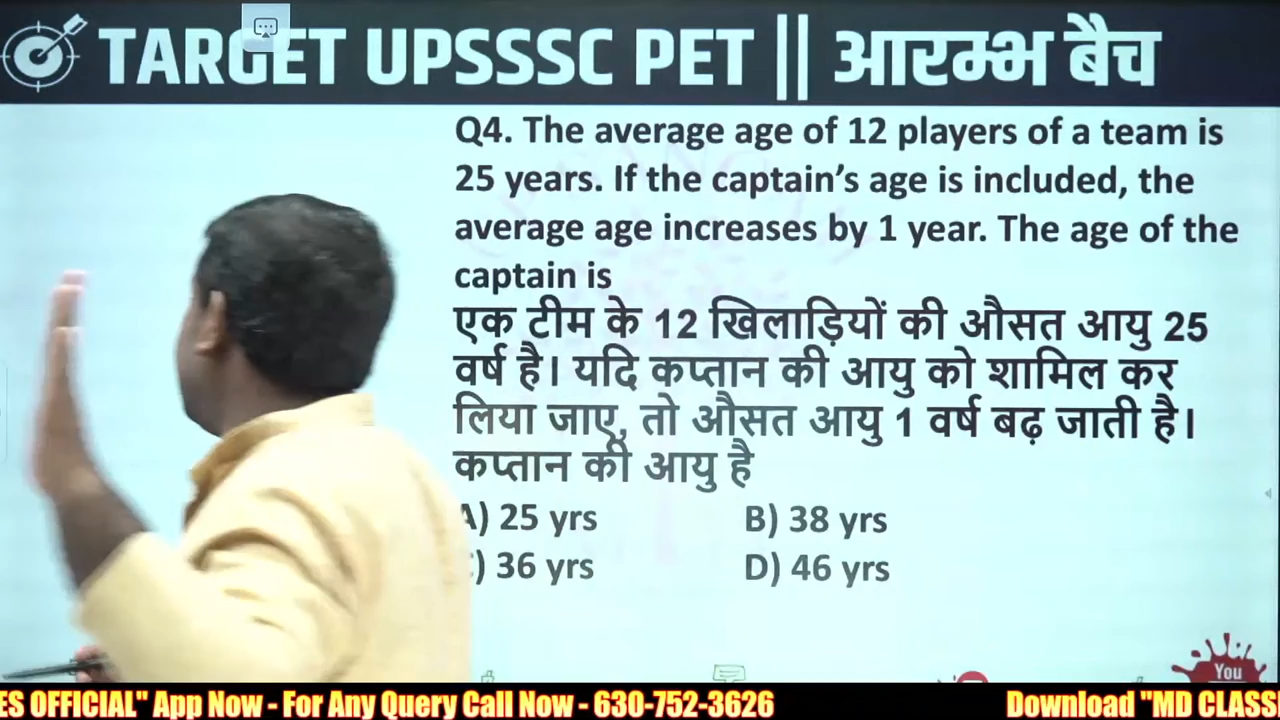 TARGET UPSSSC PET || आरम्भ बैच
Q4. The average age of 12 players of a team is
25 years. If the captain’s age is included, the
average age increases by 1 year. The age of the
captain is
एक टीम के 12 खिलाड़ियों की औसत आयु 25
वर्ष है। यदि कप्तान की आयु को शामिल कर
लिया जाए, तो औसत आयु 1 वर्ष बढ़ जाती है।
कप्तान की आयु है
A) 25 yrs B) 38 yrs
) 36 yrs D) 46 yrs
You
ES OFFICIAL" App Now - For Any Query Call Now - 630-752-3626 Download "MD CLASS